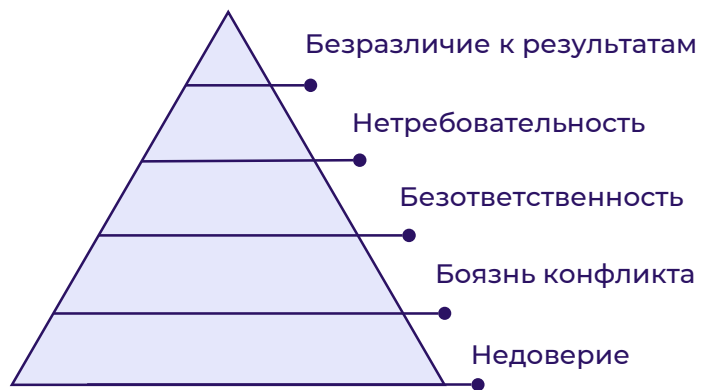 Безразличие к результатам
Нетребовательность
Безответственность
Боязнь конфликта
Недоверие